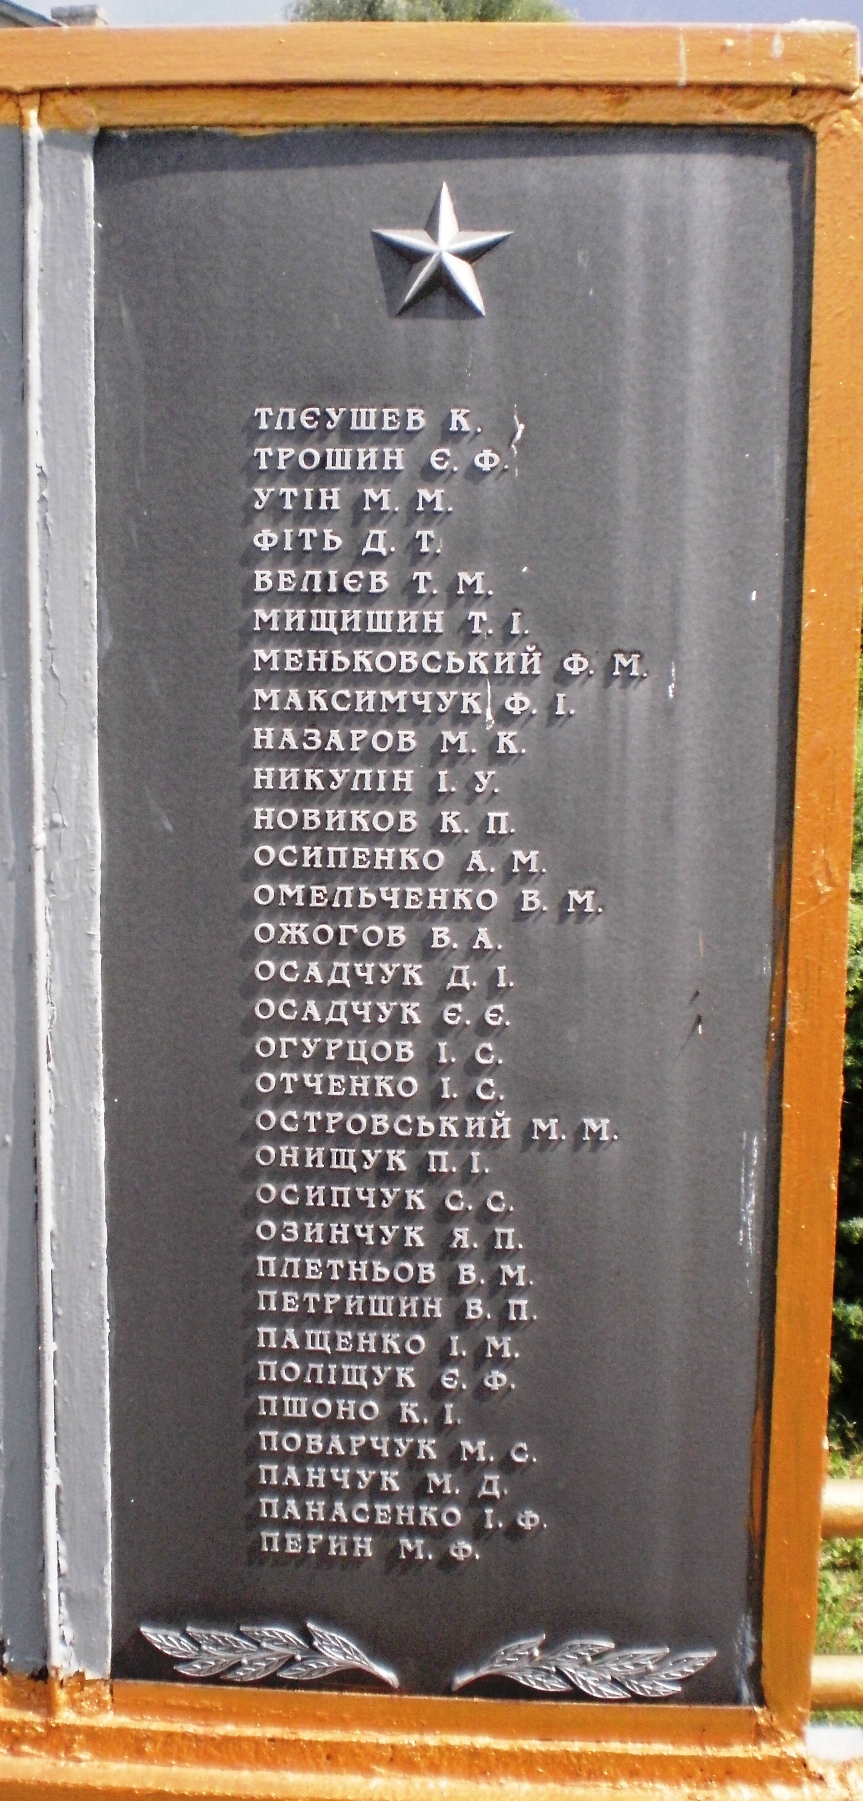 ТЛЄУШЕВ К.
ТРОШИН Є. Ф.
УТІН М. М.
ФІТЬ Д. Т.
ВЕЛІЄВ Т. М.
МИЩИШИН Т. І.
МЕНЬКОВСЬКИЙ Ф. М.
МАКСИМЧУК Ф. І.
НАЗАРОВ М. К.
НИКУЛІН І. У.
НОВИКОВ К. П.
ОСИПЕНКО А. М.
ОМЕЛЬЧЕНКО В. М.
ОЖОГОВ В. А.
ОСАДЧУК Д. І.
ОСАДЧУК Є. Є.
ОГУРЦОВ І. С.
ОТЧЕНКО І. С.
ОСТРОВСЬКИЙ М. М.
ОНИЩУК П. І.
ОСИПЧУК С. С.
ОЗИНЧУК Я. П.
ПЛЕТНЬОВ В. М.
ПЕТРИШИН В. П.
ПАЩЕНКО І. М.
ПОЛІЩУК Є. Ф.
ПШОНО К. І.
ПОВАРЧУК М. С.
ПАНЧУК М. Д.
ПАНАСЕНКО І. Ф.
ПЕРИН М. Ф.